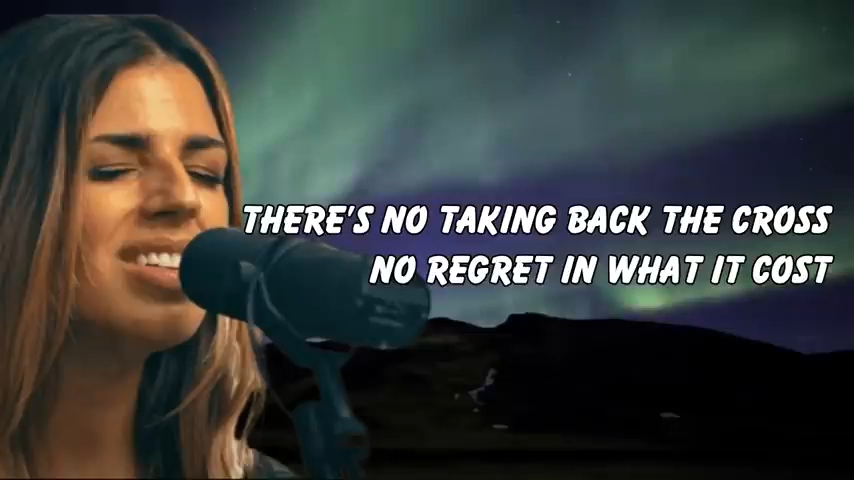 THERE'S NO TAKING BACK THE CROSS
NO REGRET IN WHAT IT COST